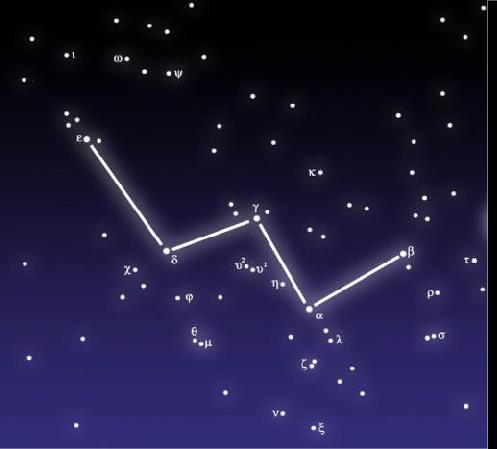 ι
ω
ψ
ε
κ
γ
β
δ
υ² υ¹
τ
χ
η
φ
ρ
α
θ
μ
λ
σ
ζ
ν
ξ